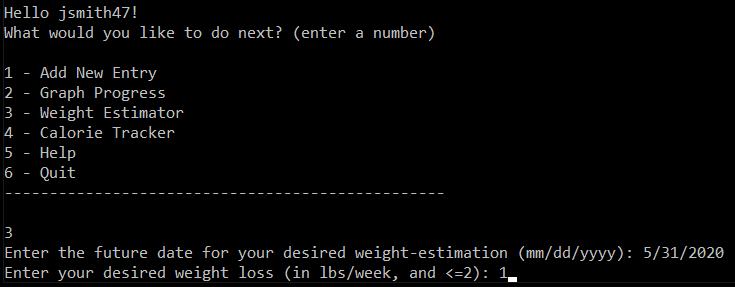 Hello jsmith47!
What would you like to do next? (enter a number)
1 - Add New Entry
2 - Graph Progress
3 - Weight Estimator
4 - Calorie Tracker
5 - Help
6 - Quit
-------------------------------------------------
3
Enter the future date for your desired weight-estimation (mm/dd/yyyy): 5/31/2020
Enter your desired weight loss (in lbs/week, and <=2): 1